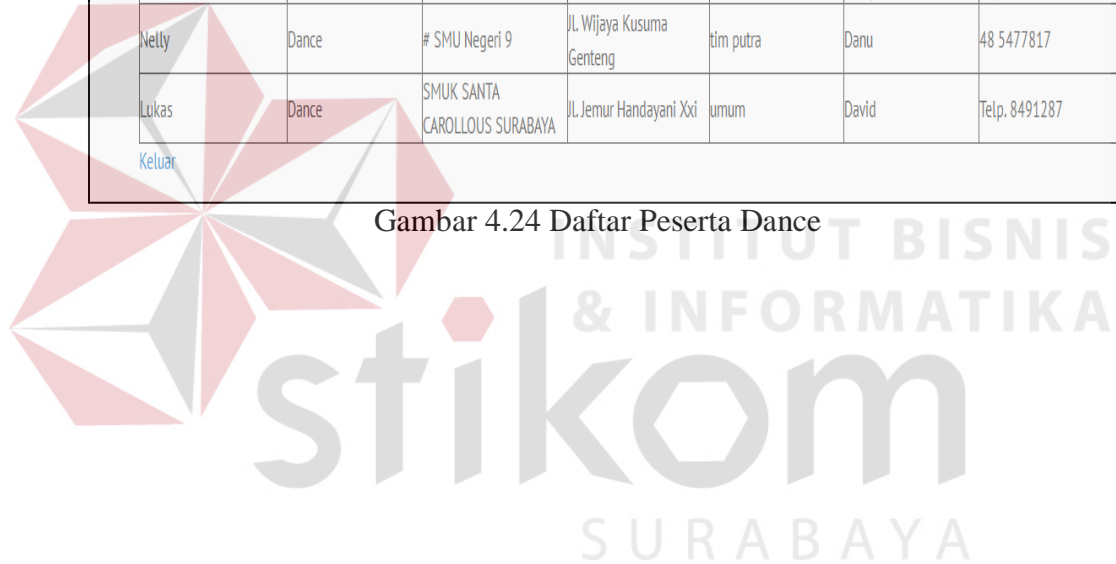 Nelly Dance # SMU Negeri 9 Jl. Wijaya Kusuma Genteng tim putra Danu 48 5477817
Lukas Dance SMUK SANTA CAROLLOUS SURABAYA Jl. Jemur Handayani Xxi umum David Telp. 8491287
Keluar
Gambar 4.24 Daftar Peserta Dance
INSTITUT BISNIS
& INFORMATIKA
stikom
SURABAYA